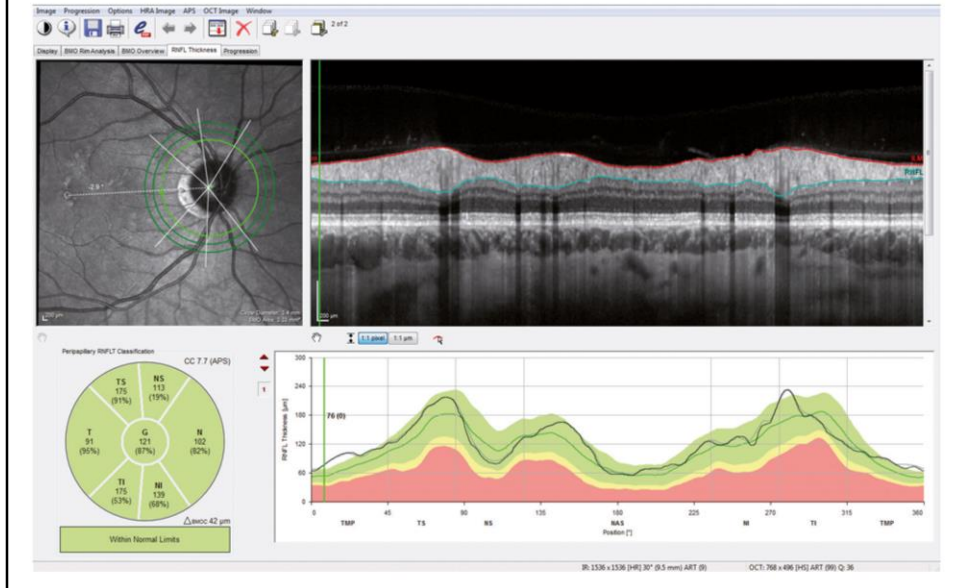 Image Progression Options HRA Image APS OCT Image Window
2 of 2
Display BMO Rim Analysis BMO Overview RNFL Thickness Progression
-2.9 °
ILM
RNFL
200 µm
200 µm
1:1 pixel 1:1 µm
Peripapillary RNFLT Classification
CC 7.7 (APS)
TS
175
(91%)
NS
113
(19%)
T
91
(95%)
G
121
(87%)
N
102
(82%)
TI
175
(53%)
NI
139
(68%)
Within Normal Limits
RNFL Thickness [µm]
300
240
180
120
60
0
76 (0)
0 45 90 135 180 225 270 315 360
TMP TS NS NAS NI TI TMP
Position [°]
IR: 1536 x 1536 [HR] 30° (9.5 mm) ART (9) OCT: 768 x 496 [HS] ART (99) Q: 36